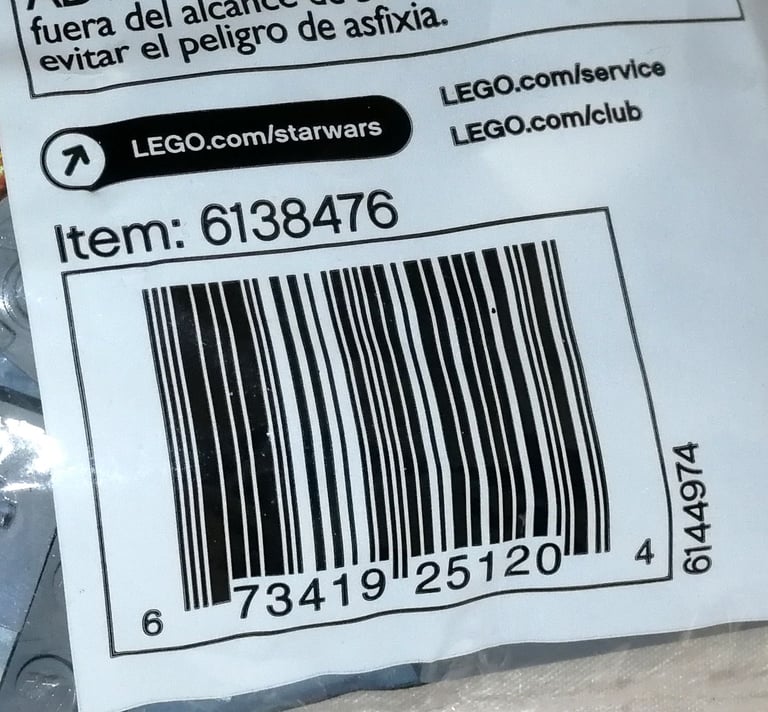 fuera del alcance de
evitar el peligro de asfixia.
LEGO.com/starwars
LEGO.com/service
LEGO.com/club
Item: 6138476
6 73419 25120 4
6144974